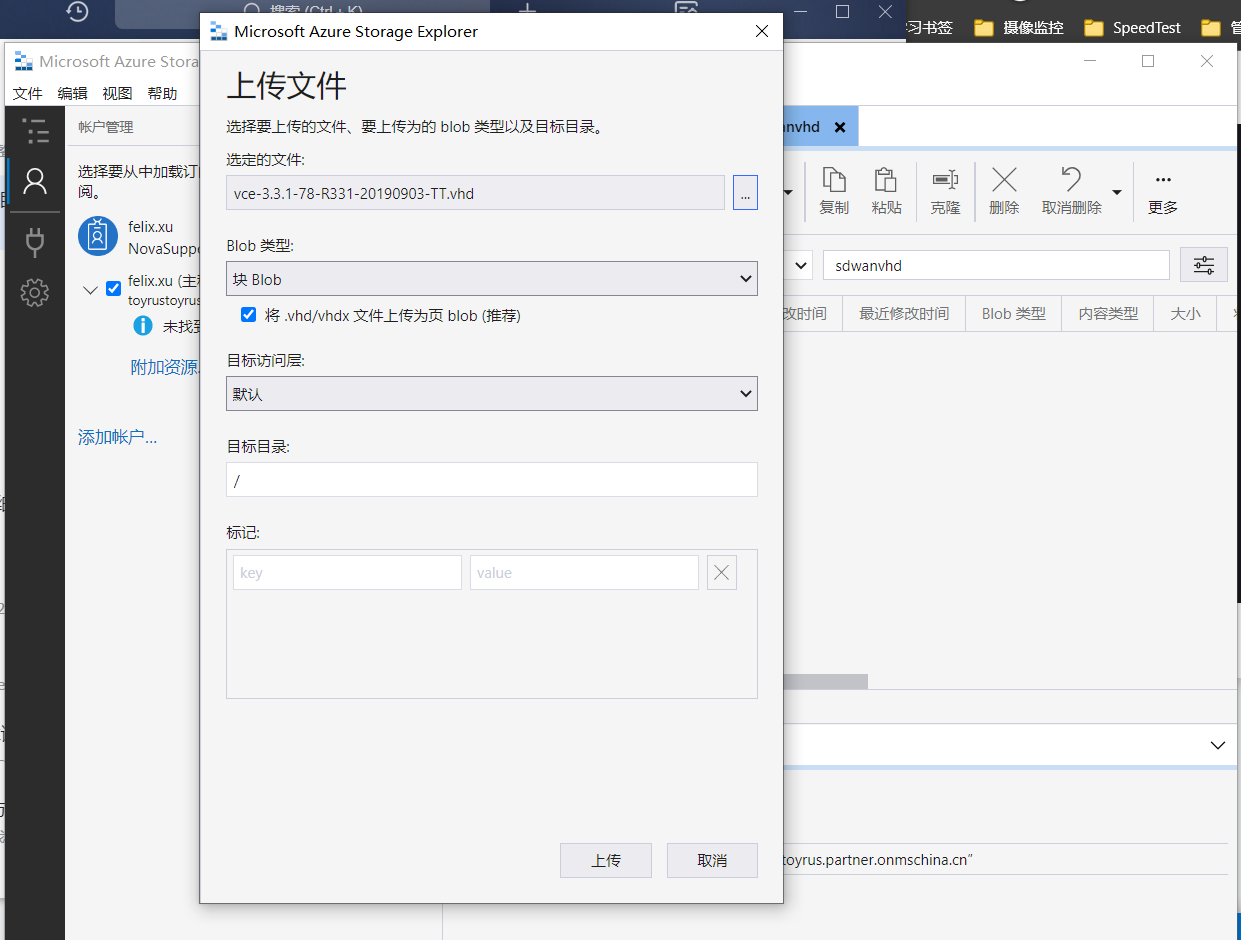 搜索 (Ctrl + K)
习书签
摄像监控
SpeedTest
Microsoft Azure Stora
文件 编辑 视图 帮助
帐户管理
选择要从中加载订
阅。
felix.xu
NovaSuppo
felix.xu (主
toyrustoyrus
未找到
附加资源
添加帐户...
Microsoft Azure Storage Explorer
上传文件
选择要上传的文件、要上传为的 blob 类型以及目标目录。
选定的文件:
vce-3.3.1-78-R331-20190903-TT.vhd
...
Blob 类型:
块 Blob
将 .vhd/vhdx 文件上传为页 blob (推荐)
目标访问层:
默认
目标目录:
/
标记:
key value
上传 取消
nvhd
复制 粘贴 克隆 删除 取消删除 更多
sdwanvhd
改时间 最近修改时间 Blob 类型 内容类型 大小
toyrus.partner.onmschina.cn”